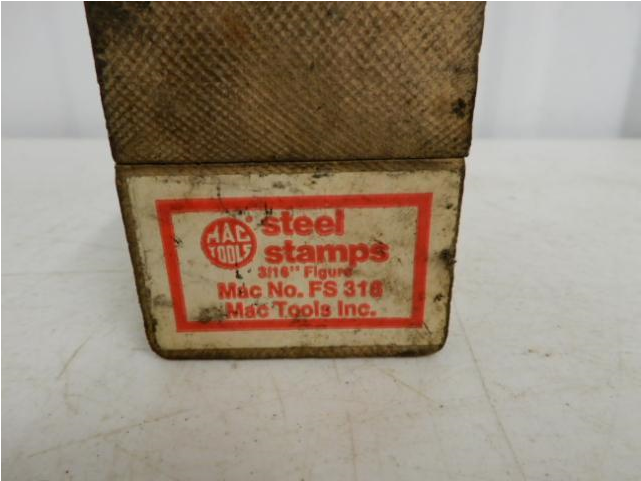 MAC
TOOLS
steel
stamps
3/16" Figure
Mac No. FS 316
Mac Tools Inc.